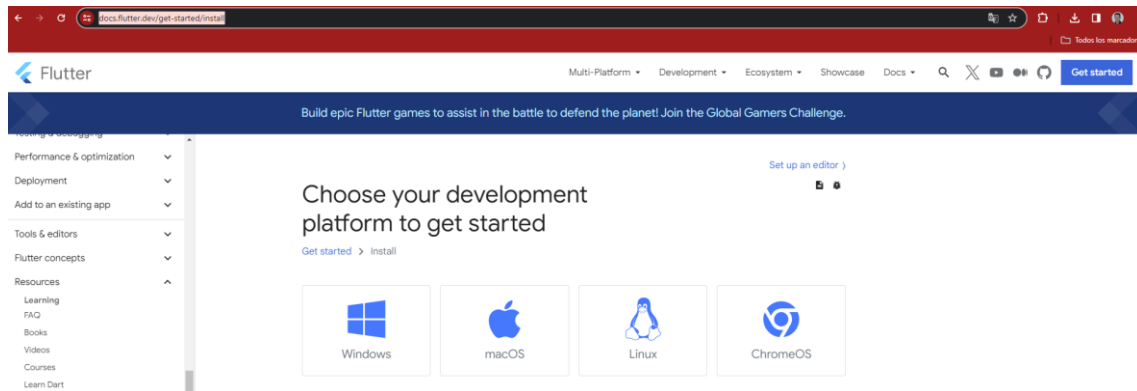 docs.flutter.dev/get-started/install
Todos los marcador
Flutter
Multi-Platform
Development
Ecosystem
Showcase
Docs
Get started
Build epic Flutter games to assist in the battle to defend the planet! Join the Global Gamers Challenge.
Testing & debugging
Performance & optimization
Deployment
Add to an existing app
Tools & editors
Flutter concepts
Resources
Learning
FAQ
Books
Videos
Courses
Learn Dart
Set up an editor ⟩
Choose your development
platform to get started
Get started > Install
Windows
macOS
Linux
ChromeOS